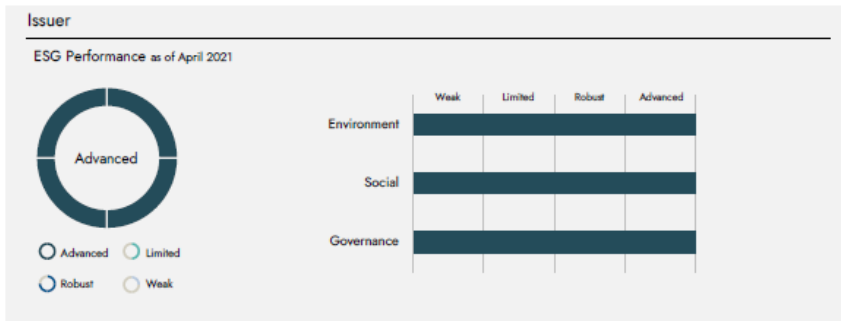 Issuer
ESG Performance as of April 2021
Advanced
Advanced Limited
Robust Weak
Weak Limited Robust Advanced
Environment
Social
Governance